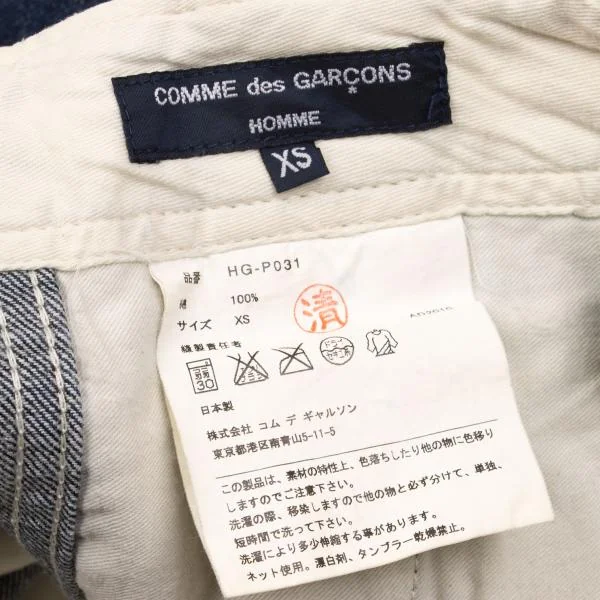 COMME des GARÇONS
HOMME
XS
品番 HG-P031
綿 100%
サイズ XS
清
AD2010
縫製責任者
30
ドライ
セキユ系
日本製
株式会社 コム デ ギャルソン
東京都港区南青山5-11-5
この製品は、素材の特性上、色落ちしたり他の物に色移り
しますのでご注意下さい。
洗濯の際、移染しますので他の物と必ず分けて、単独、
短時間で洗って下さい。
洗濯により多少伸縮する事があります。
ネット使用。漂白剤、タンブラー乾燥禁止。